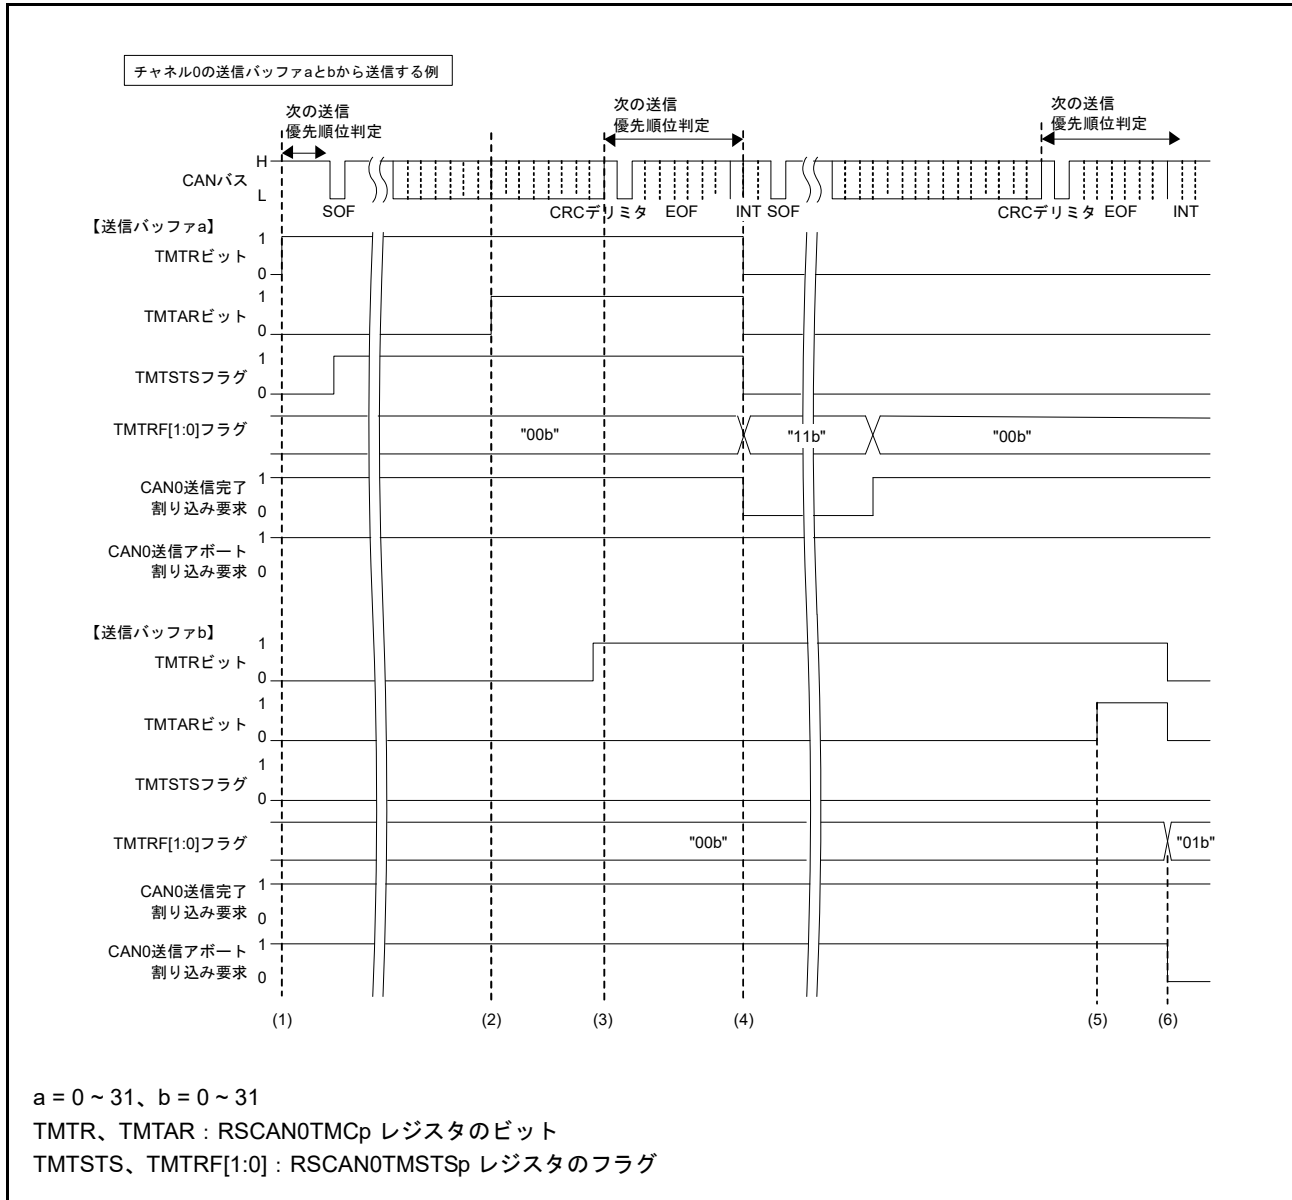 チャネル0の送信バッファaとbから送信する例
次の送信
優先順位判定
次の送信
優先順位判定
次の送信
優先順位判定
CANバス
H
L
SOF
CRCデリミタ
EOF
INT
SOF
CRCデリミタ
EOF
INT
【送信バッファa】
TMTRビット
1
0
TMTARビット
1
0
TMTSTSフラグ
1
0
TMTRF[1:0]フラグ
"00b"
"11b"
"00b"
CAN0送信完了
割り込み要求
1
0
CAN0送信アボート
割り込み要求
1
0
【送信バッファb】
TMTRビット
1
0
TMTARビット
1
0
TMTSTSフラグ
1
0
TMTRF[1:0]フラグ
"00b"
"01b"
CAN0送信完了
割り込み要求
1
0
CAN0送信アボート
割り込み要求
1
0
(1)
(2)
(3)
(4)
(5)
(6)
a = 0 ~ 31、b = 0 ~ 31
TMTR、TMTAR : RSCAN0TMCp レジスタのビット
TMTSTS、TMTRF[1:0] : RSCAN0TMSTSp レジスタのフラグ